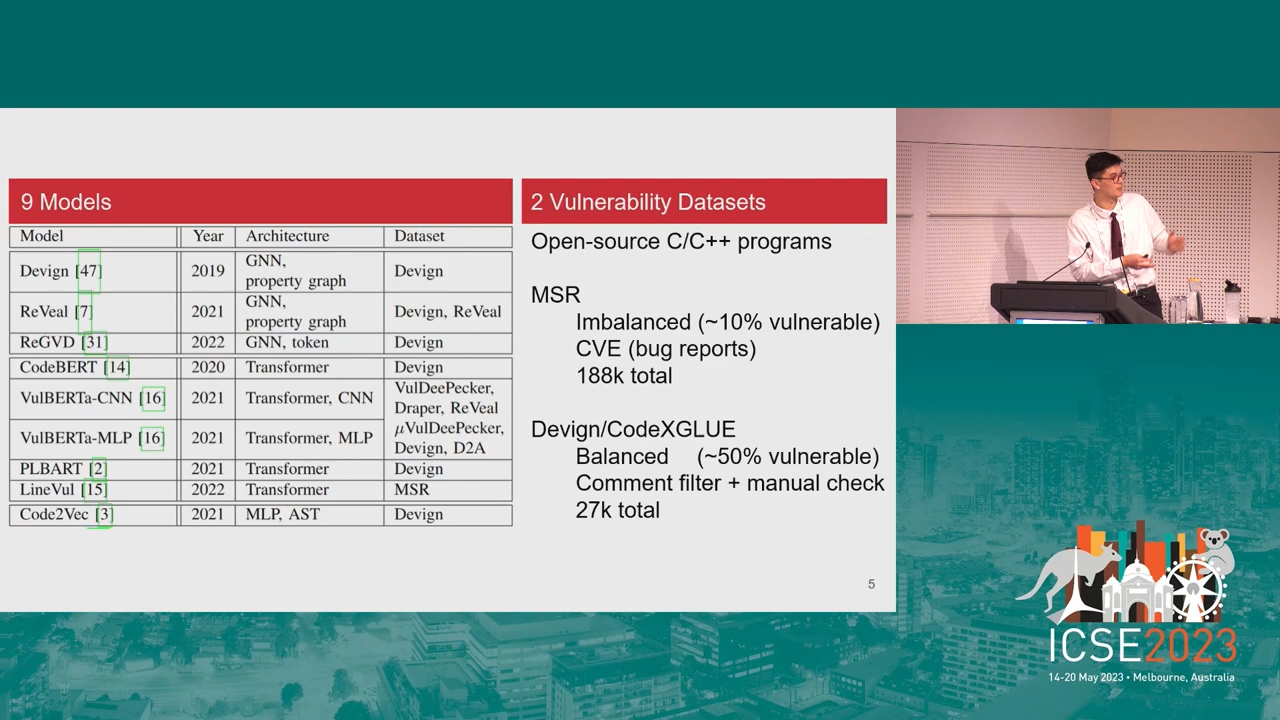 9 Models
Model Year Architecture Dataset
Devign [47] 2019 GNN, property graph Devign
ReVeal [7] 2021 GNN, property graph Devign, ReVeal
ReGVD [31] 2022 GNN, token Devign
CodeBERT [14] 2020 Transformer Devign
VulBERTa-CNN [16] 2021 Transformer, CNN VulDeePecker, Draper, ReVeal
VulBERTa-MLP [16] 2021 Transformer, MLP μVulDeePecker, Devign, D2A
PLBART [2] 2021 Transformer Devign
LineVul [15] 2022 Transformer MSR
Code2Vec [3] 2021 MLP, AST Devign
2 Vulnerability Datasets
Open-source C/C++ programs
MSR
Imbalanced (~10% vulnerable)
CVE (bug reports)
188k total
Devign/CodeXGLUE
Balanced (~50% vulnerable)
Comment filter + manual check
27k total
5
ICSE2023
14-20 May 2023 • Melbourne, Australia